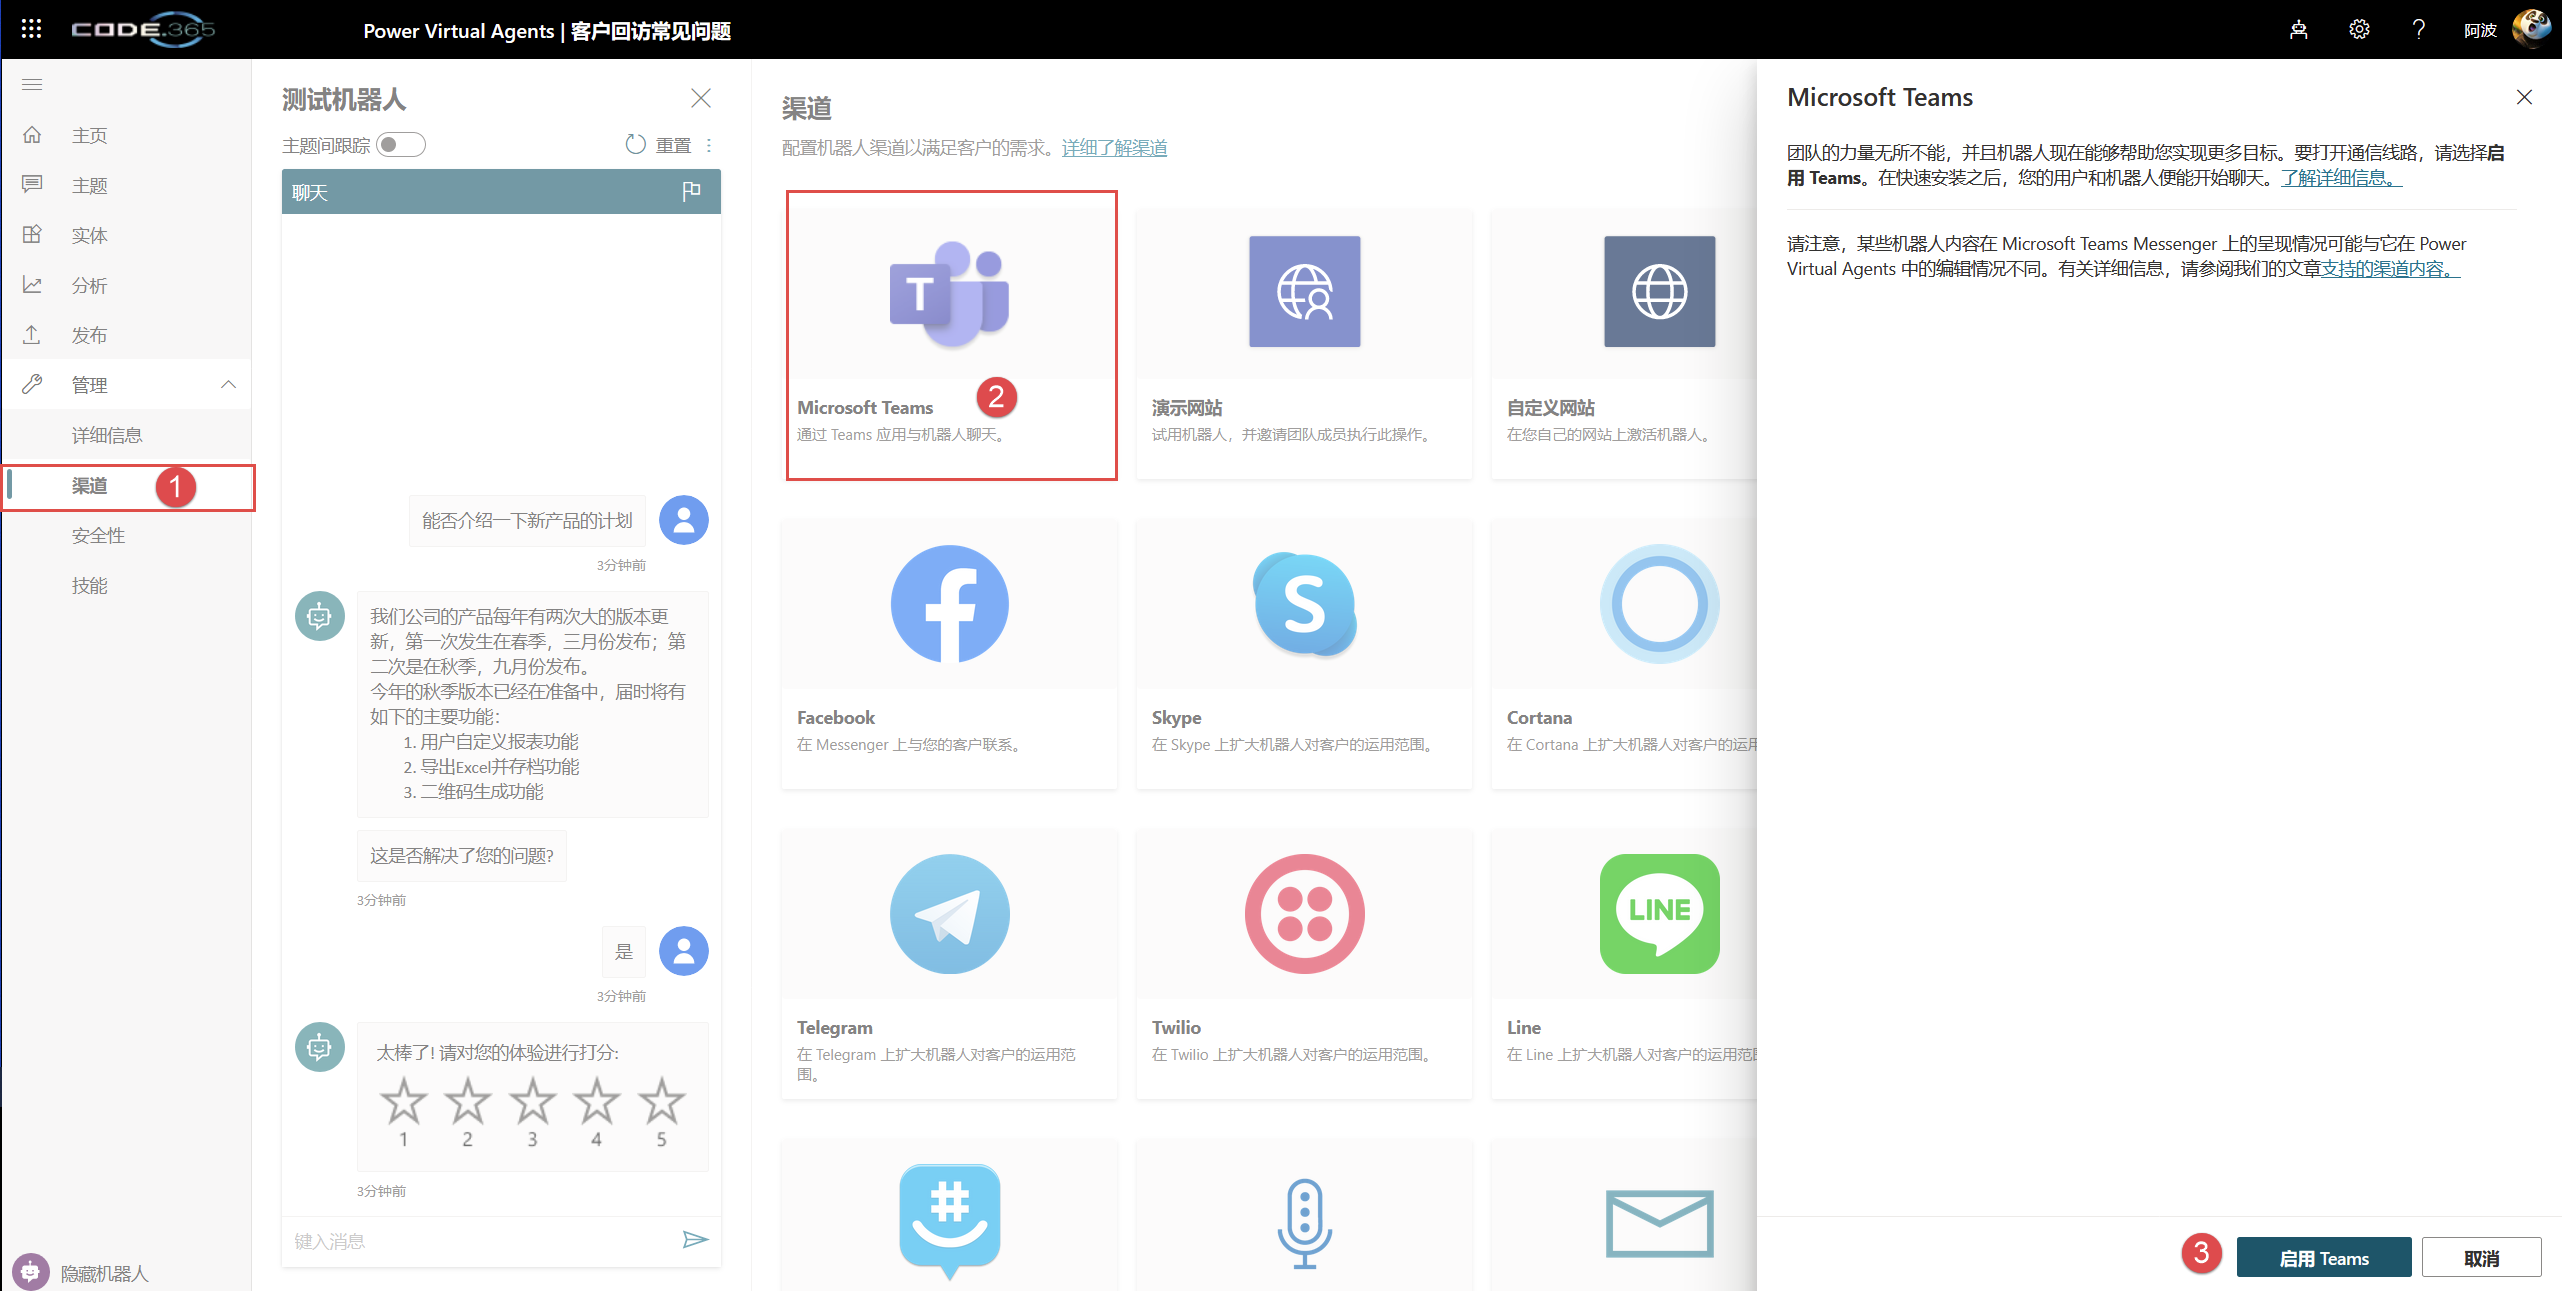 CODE.365
Power Virtual Agents | 客户回访常见问题
阿波
主页
主题
实体
分析
发布
管理
详细信息
渠道
1
安全性
技能
隐藏机器人
测试机器人
主题间跟踪
重置
聊天
能否介绍一下新产品的计划
3分钟前
我们公司的产品每年有两次大的版本更
新，第一次发生在春季，三月份发布；第
二次是在秋季，九月份发布。
今年的秋季版本已经在准备中，届时将有
如下的主要功能：
1. 用户自定义报表功能
2. 导出Excel并存档功能
3. 二维码生成功能
这是否解决了您的问题?
3分钟前
是
3分钟前
太棒了! 请对您的体验进行打分:
1 2 3 4 5
3分钟前
键入消息
渠道
配置机器人渠道以满足客户的需求。详细了解渠道
T
Microsoft Teams
2
通过 Teams 应用与机器人聊天。
演示网站
试用机器人，并邀请团队成员执行此操作。
自定义网站
在您自己的网站上激活机器人。
Facebook
在 Messenger 上与您的客户联系。
S
Skype
在 Skype 上扩大机器人对客户的运用范围。
Cortana
在 Cortana 上扩大机器人对客户的运用
Telegram
在 Telegram 上扩大机器人对客户的运用范
围。
Twilio
在 Twilio 上扩大机器人对客户的运用范围。
LINE
Line
在 Line 上扩大机器人对客户的运用范围
#
Microsoft Teams
团队的力量无所不能，并且机器人现在能够帮助您实现更多目标。要打开通信线路，请选择启
用 Teams。在快速安装之后，您的用户和机器人便能开始聊天。了解详细信息。
请注意，某些机器人内容在 Microsoft Teams Messenger 上的呈现情况可能与它在 Power
Virtual Agents 中的编辑情况不同。有关详细信息，请参阅我们的文章支持的渠道内容。
3
启用 Teams
取消